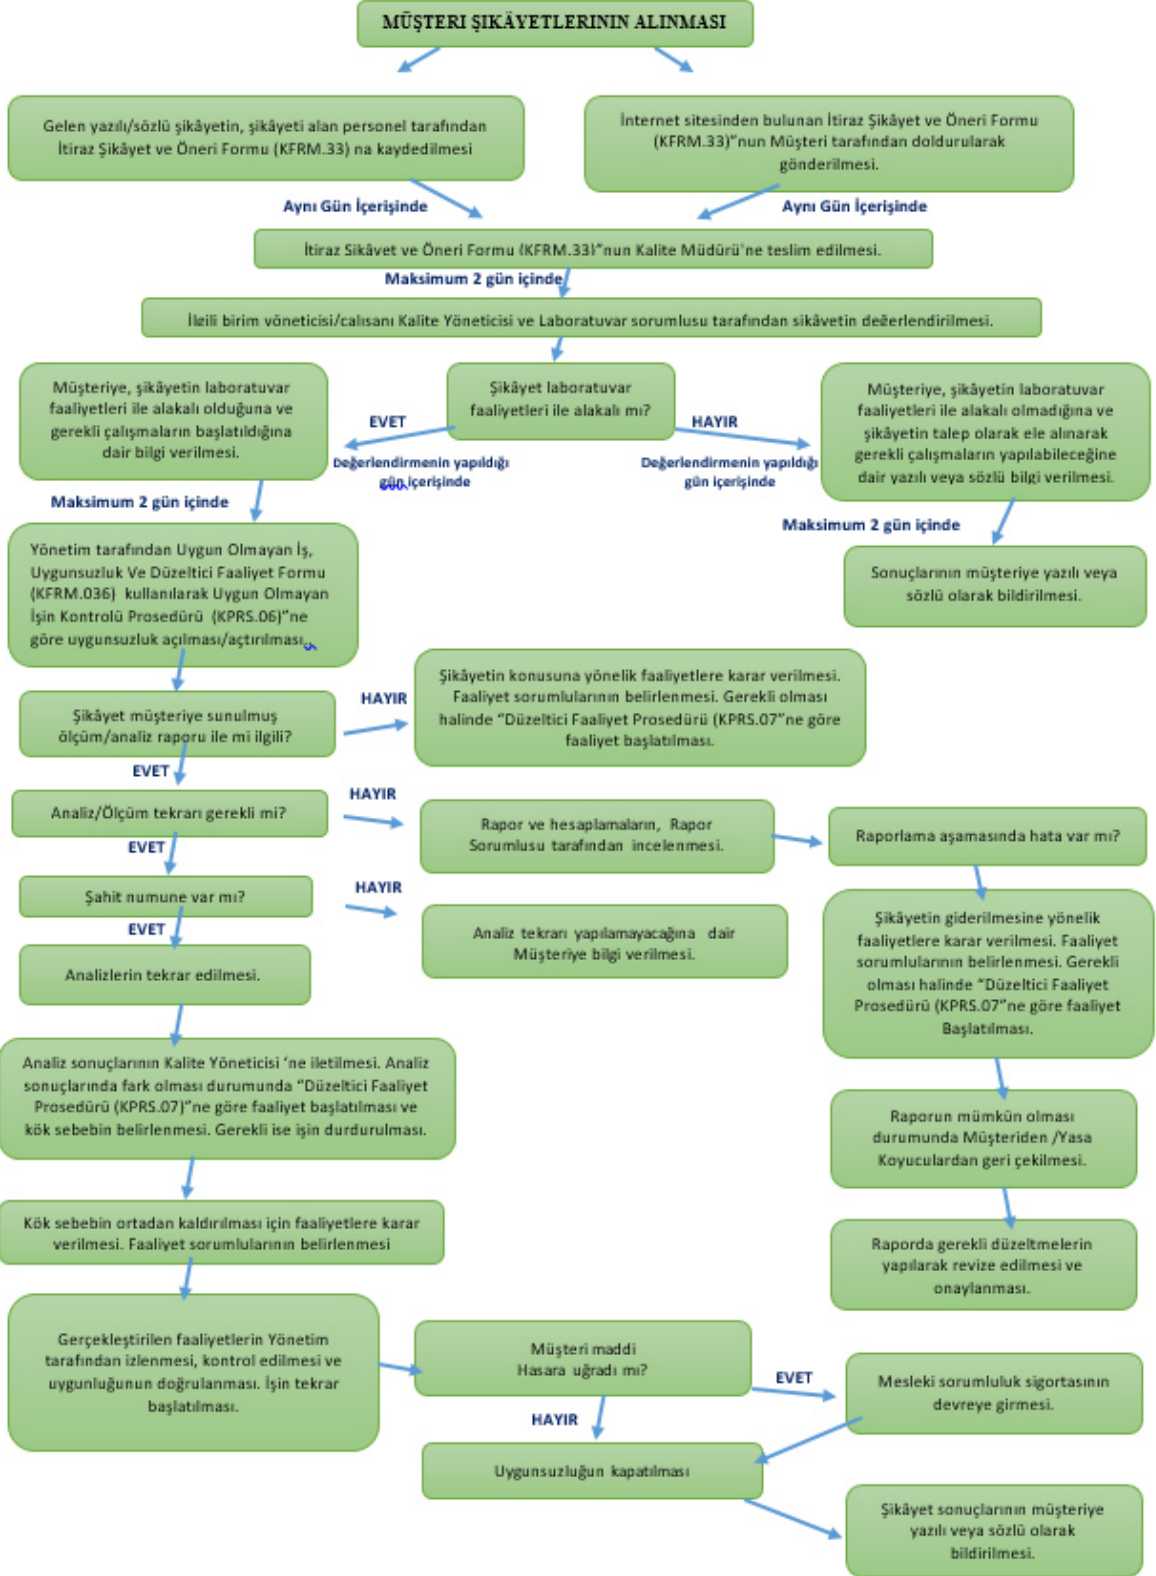 MÜŞTERI ŞIKÂYETLERININ ALINMASI
Gelen yazılı/sözlü şikâyetin, şikâyeti alan personel tarafından
İtiraz Şikâyet ve Öneri Formu (KFRM.33) na kaydedilmesi
İnternet sitesinden bulunan İtiraz Şikâyet ve Öneri Formu
(KFRM.33)”nun Müşteri tarafından doldurularak
gönderilmesi.
Aynı Gün İçerisinde
Aynı Gün İçerisinde
İtiraz Sikâvet ve Öneri Formu (KFRM.33)”nun Kalite Müdürü'ne teslim edilmesi.
Maksimum 2 gün içinde
İlgili birim vöneticisi/calısanı Kalite Yöneticisi ve Laboratuvar sorumlusu tarafından sikâvetin değerlendirilmesi.
Müşteriye, şikâyetin laboratuvar
faaliyetleri ile alakalı olduğuna ve
gerekli çalışmaların başlatıldığına
dair bilgi verilmesi.
Şikâyet laboratuvar
faaliyetleri ile alakalı mı?
Müşteriye, şikâyetin laboratuvar
faaliyetleri ile alakalı olmadığına ve
şikâyetin talep olarak ele alınarak
gerekli çalışmaların yapılabileceğine
dair yazılı veya sözlü bilgi verilmesi.
EVET
HAYIR
Değerlendirmenin yapıldığı
gün içerisinde
Değerlendirmenin yapıldığı
gün içerisinde
Maksimum 2 gün içinde
Maksimum 2 gün içinde
Yönetim tarafından Uygun Olmayan İş,
Uygunsuzluk Ve Düzeltici Faaliyet Formu
(KFRM.036) kullanılarak Uygun Olmayan
İşin Kontrolü Prosedürü (KPRS.06)”ne
göre uygunsuzluk açılması/açtırılması.
Sonuçlarının müşteriye yazılı veya
sözlü olarak bildirilmesi.
Şikâyet müşteriye sunulmuş
ölçüm/analiz raporu ile mi ilgili?
HAYIR
Şikâyetin konusuna yönelik faaliyetlere karar verilmesi.
Faaliyet sorumlularının belirlenmesi. Gerekli olması
halinde “Düzeltici Faaliyet Prosedürü (KPRS.07”ne göre
faaliyet başlatılması.
EVET
Analiz/Ölçüm tekrarı gerekli mi?
HAYIR
Rapor ve hesaplamaların, Rapor
Sorumlusu tarafından incelenmesi.
Raporlama aşamasında hata var mı?
EVET
Şahit numune var mı?
HAYIR
Analiz tekrarı yapılamayacağına dair
Müşteriye bilgi verilmesi.
Şikâyetin giderilmesine yönelik
faaliyetlere karar verilmesi. Faaliyet
sorumlularının belirlenmesi. Gerekli
olması halinde “Düzeltici Faaliyet
Prosedürü (KPRS.07”ne göre faaliyet
Başlatılması.
EVET
Analizlerin tekrar edilmesi.
Analiz sonuçlarının Kalite Yöneticisi ‘ne iletilmesi. Analiz
sonuçlarında fark olması durumunda “Düzeltici Faaliyet
Prosedürü (KPRS.07)”ne göre faaliyet başlatılması ve
kök sebebin belirlenmesi. Gerekli ise işin durdurulması.
Raporun mümkün olması
durumunda Müşteriden /Yasa
Koyuculardan geri çekilmesi.
Kök sebebin ortadan kaldırılması için faaliyetlere karar
verilmesi. Faaliyet sorumlularının belirlenmesi
Raporda gerekli düzeltmelerin
yapılarak revize edilmesi ve
onaylanması.
Gerçekleştirilen faaliyetlerin Yönetim
tarafından izlenmesi, kontrol edilmesi ve
uygunluğunun doğrulanması. İşin tekrar
başlatılması.
Müşteri maddi
Hasara uğradı mı?
EVET
Mesleki sorumluluk sigortasının
devreye girmesi.
HAYIR
Uygunsuzluğun kapatılması
Şikâyet sonuçlarının müşteriye
yazılı veya sözlü olarak
bildirilmesi.